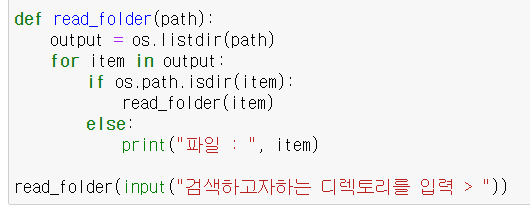 def read_folder(path):
    output = os.listdir(path)
    for item in output:
        if os.path.isdir(item):
            read_folder(item)
        else:
            print("파일 : ", item)

read_folder(input("검색하고자하는 디렉토리를 입력 > "))